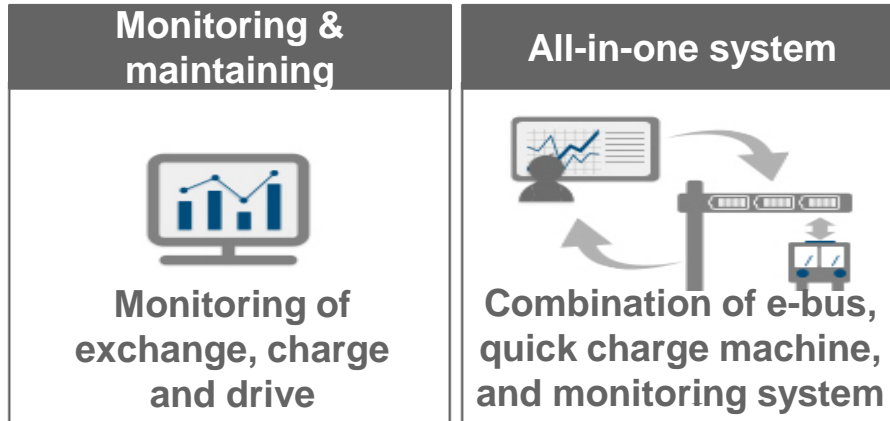 Monitoring &
maintaining
Monitoring of
exchange, charge
and drive
All-in-one system
Combination of e-bus,
quick charge machine,
and monitoring system